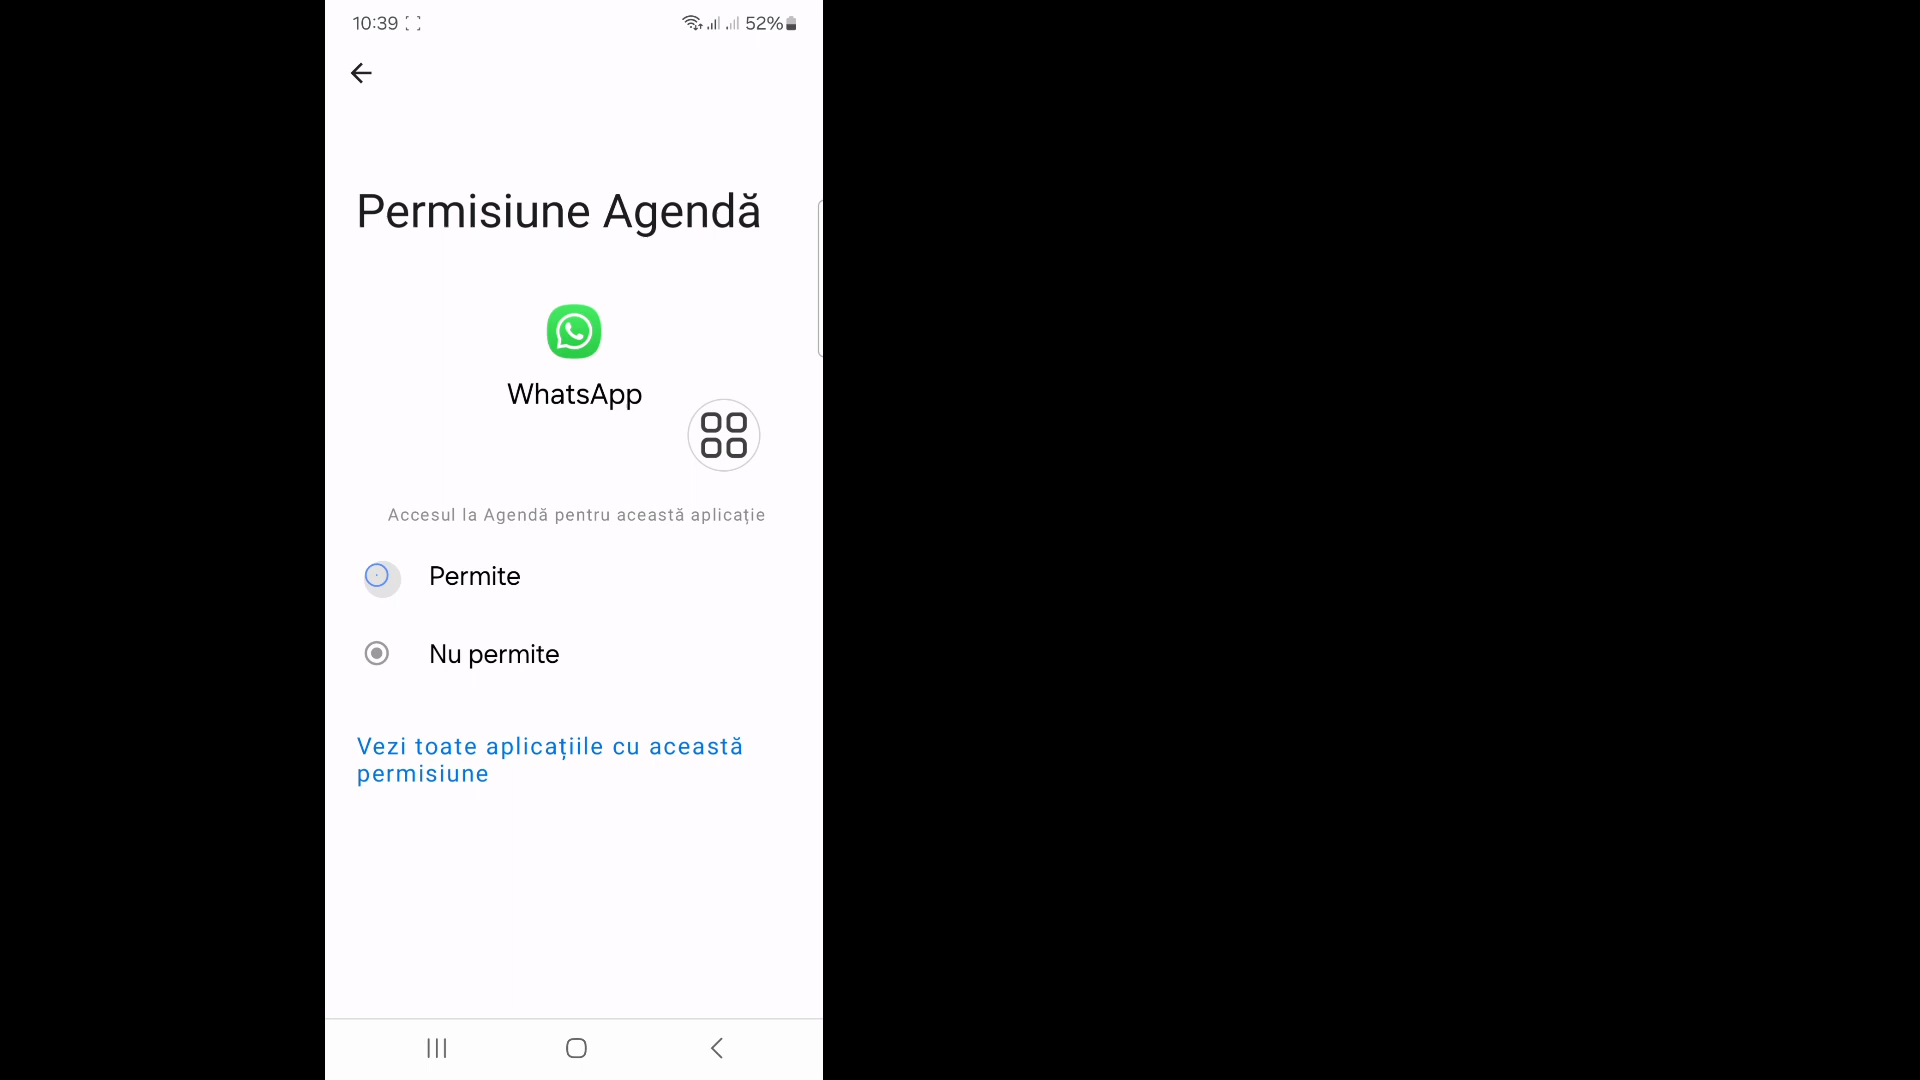 10:39
52%
Permisiune Agendă
WhatsApp
Accesul la Agendă pentru această aplicație
Permite
Nu permite
Vezi toate aplicațiile cu această
permisiune